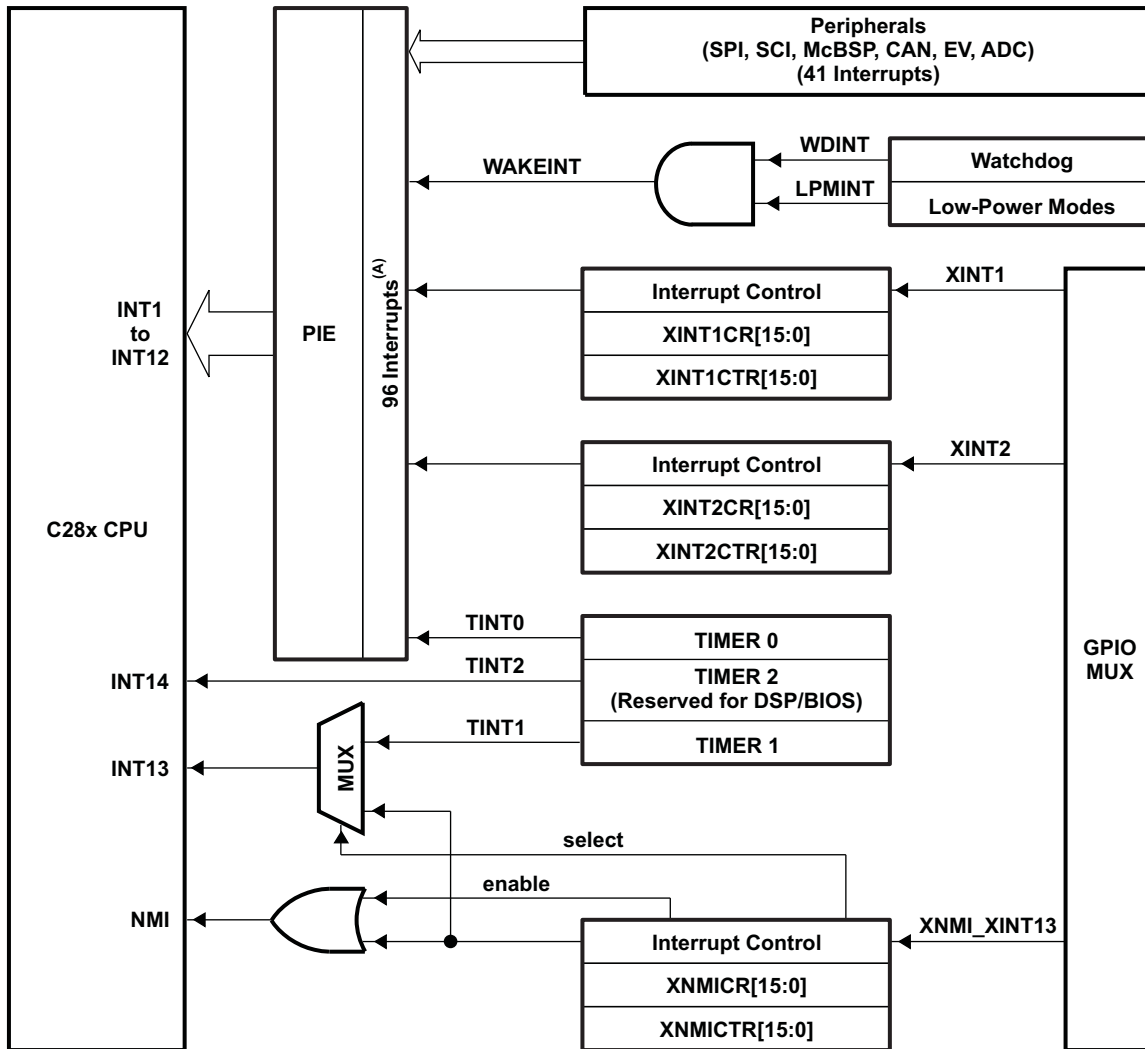 Peripherals
(SPI, SCI, McBSP, CAN, EV, ADC)
(41 Interrupts)
WDINT
Watchdog
WAKEINT
LPMINT
Low-Power Modes
96 Interrupts(A)
PIE
INT1
to
INT12
Interrupt Control
XINT1
XINT1CR[15:0]
XINT1CTR[15:0]
Interrupt Control
XINT2
XINT2CR[15:0]
XINT2CTR[15:0]
C28x CPU
TINT0
TIMER 0
TINT2
TIMER 2
(Reserved for DSP/BIOS)
INT14
GPIO
MUX
TINT1
TIMER 1
INT13
MUX
select
enable
NMI
Interrupt Control
XNMI_XINT13
XNMICR[15:0]
XNMICTR[15:0]